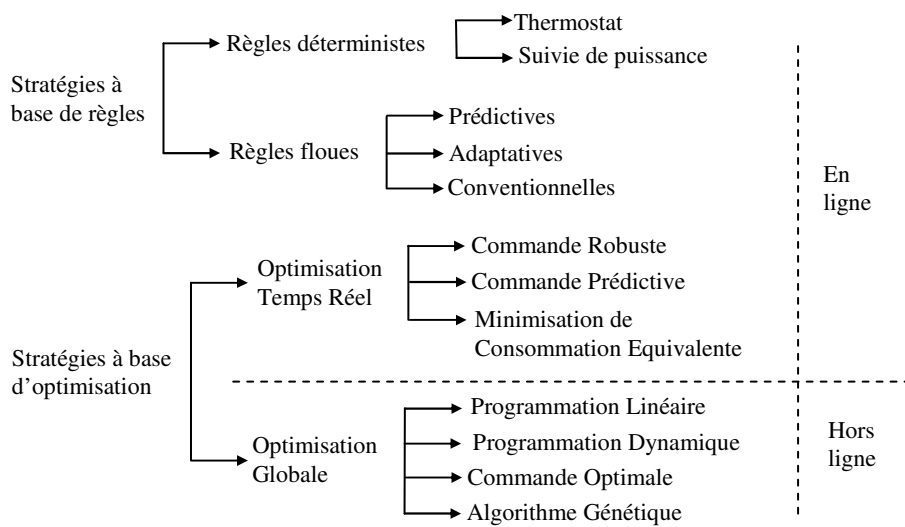 Stratégies à
base de règles
Règles déterministes
Thermostat
Suivie de puissance
Règles floues
Prédictives
Adaptatives
Conventionnelles
En
ligne
Stratégies à base
d'optimisation
Optimisation
Temps Réel
Commande Robuste
Commande Prédictive
Minimisation de
Consommation Equivalente
Optimisation
Globale
Programmation Linéaire
Programmation Dynamique
Commande Optimale
Algorithme Génétique
Hors
ligne